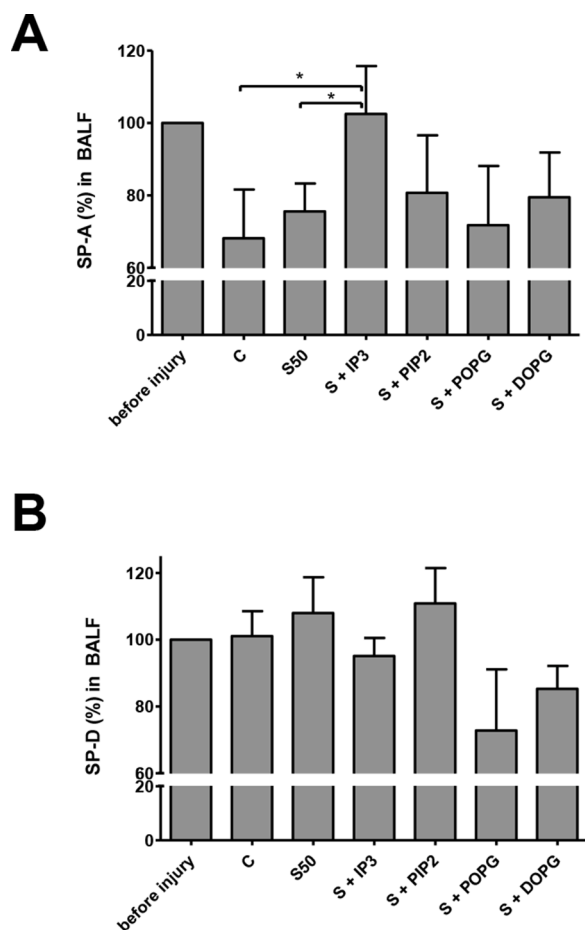 A
SP-A (%) in BALF
120
100
80
60
20
0
*
*
before injury
C
S50
S + IP3
S + PIP2
S + POPG
S + DOPG
B
SP-D (%) in BALF
120
100
80
60
20
0
before injury
C
S50
S + IP3
S + PIP2
S + POPG
S + DOPG